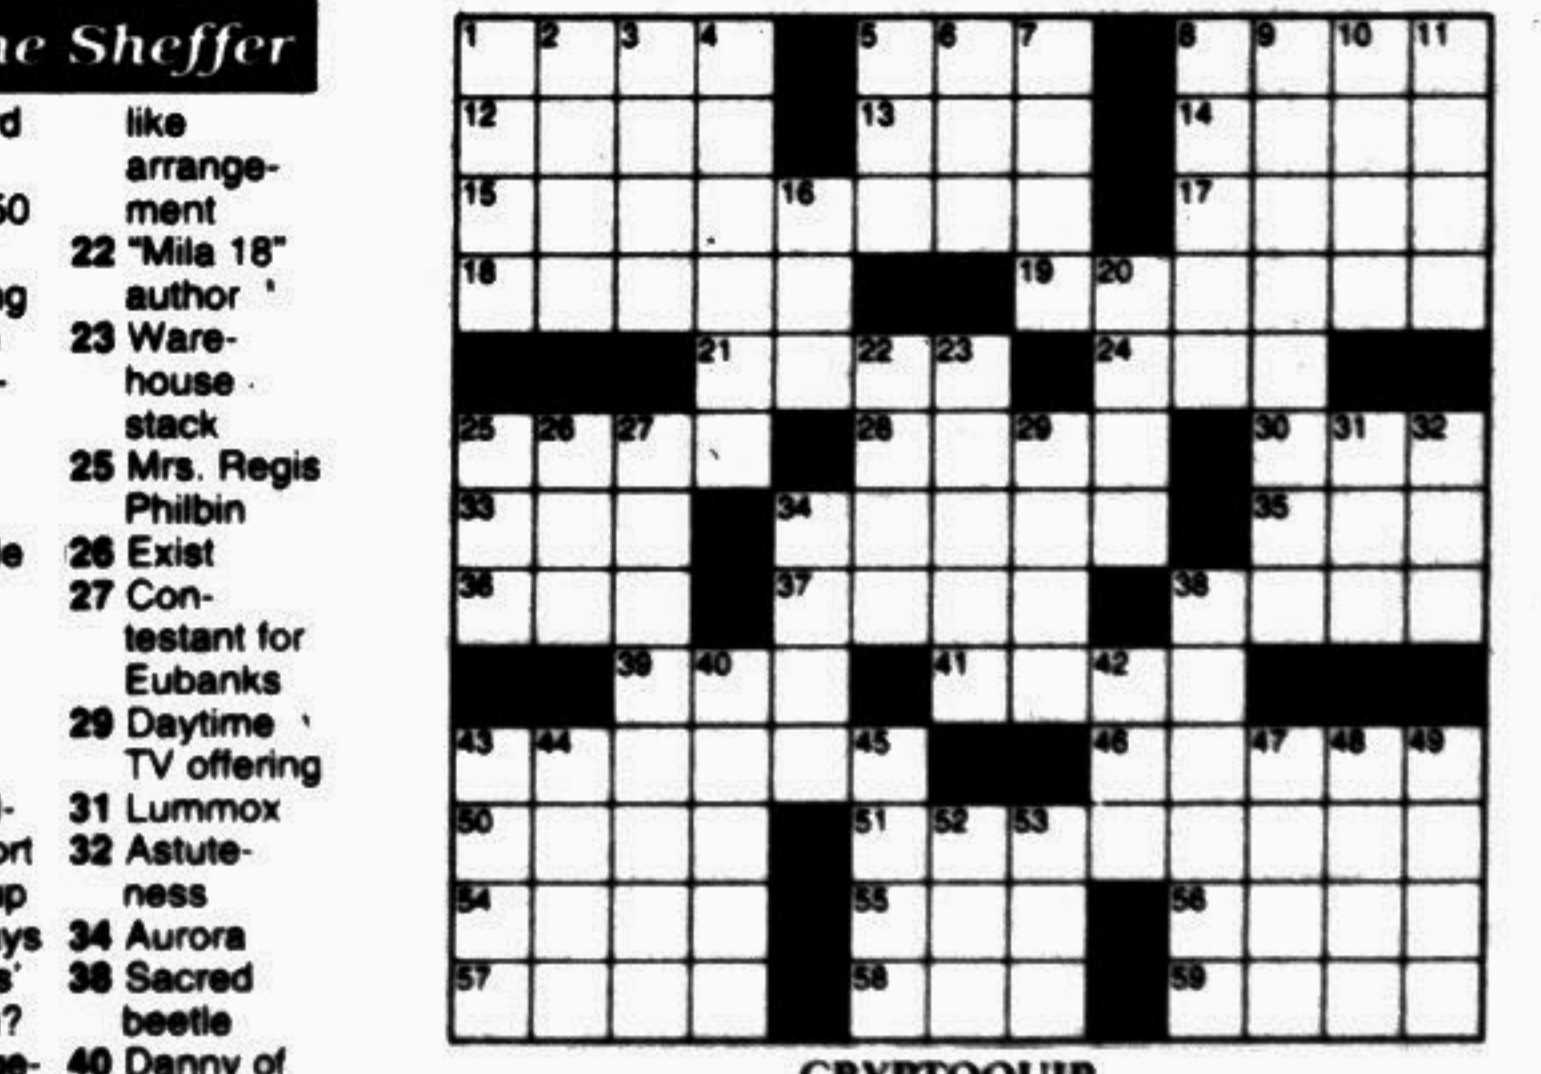 Sheffer
like
arrange-
ment
22 "Mila 18"
author
23 Ware-
house
stack
25 Mrs. Regis
Philbin
26 Exist
27 Con-
testant for
Eubanks
29 Daytime
TV offering
31 Lummox
32 Astute-
ness
34 Aurora
38 Sacred
beetle
40 Danny of
1 2 3 4 5 6 7 8 9 10 11
12 13 14
15 16 17
18 19 20
21 22 23 24
25 26 27 28 29 30 31 32
33 34 35
36 37 38
39 40 41 42
43 44 45 46 47 48 49
50 51 52 53
54 55 56
57 58 59
CRYPTOQUIP